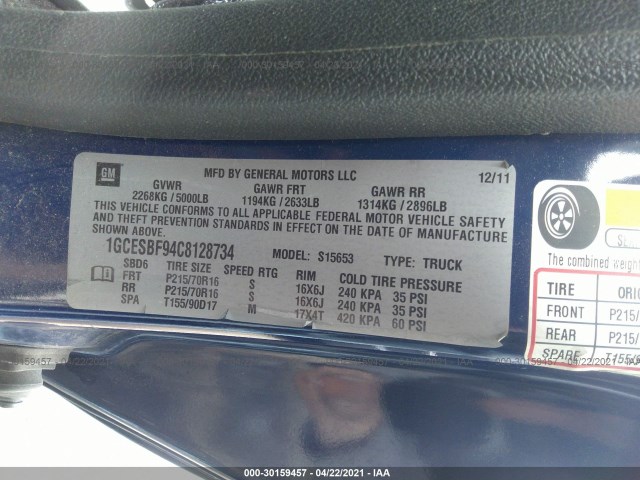 GM
MFD BY GENERAL MOTORS LLC
12/11
GVWR GAWR FRT GAWR RR
2268KG / 5000LB 1194KG / 2633LB 1314KG / 2896LB
THIS VEHICLE CONFORMS TO ALL APPLICABLE FEDERAL MOTOR VEHICLE SAFETY
AND THEFT PREVENTION STANDARDS IN EFFECT ON THE DATE OF MANUFACTURE
SHOWN ABOVE.
1GCESBF94C8128734 MODEL: S15653 TYPE: TRUCK
SBD6 TIRE SIZE SPEED RTG RIM COLD TIRE PRESSURE
FRT P215/70R16 S 16X6J 240 KPA 35 PSI
RR P215/70R16 S 16X6J 240 KPA 35 PSI
SPA T155/90D17 M 17X4T 420 KPA 60 PSI
The combined weight
TIRE
FRONT P215/
REAR P215/
SPARE
000-30159457 - 04/22/2021 - IAA